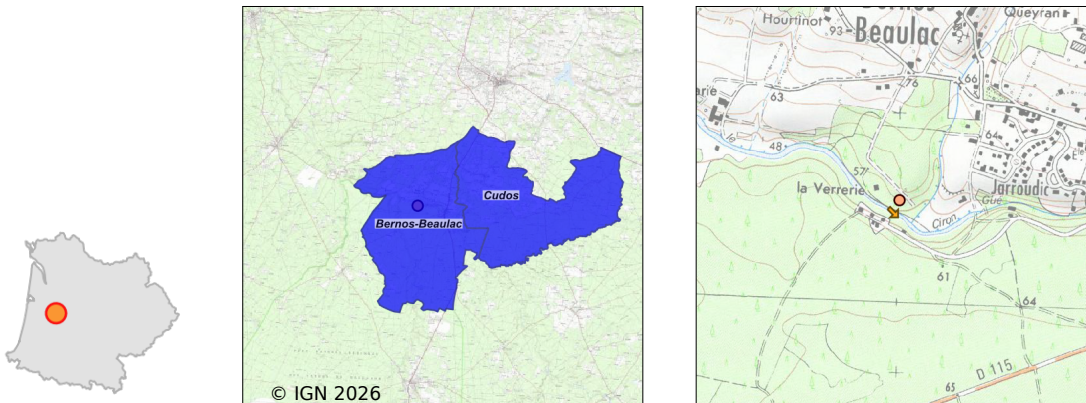 Cudos
Bernos-Beaulac
© IGN 2026
Hourtinot
93
75
-Beaulac
Queyran
76
66
63
64
48
57
la Verrerie
Jarroudic
Gué
Ciron
le
61
64
D 115
65